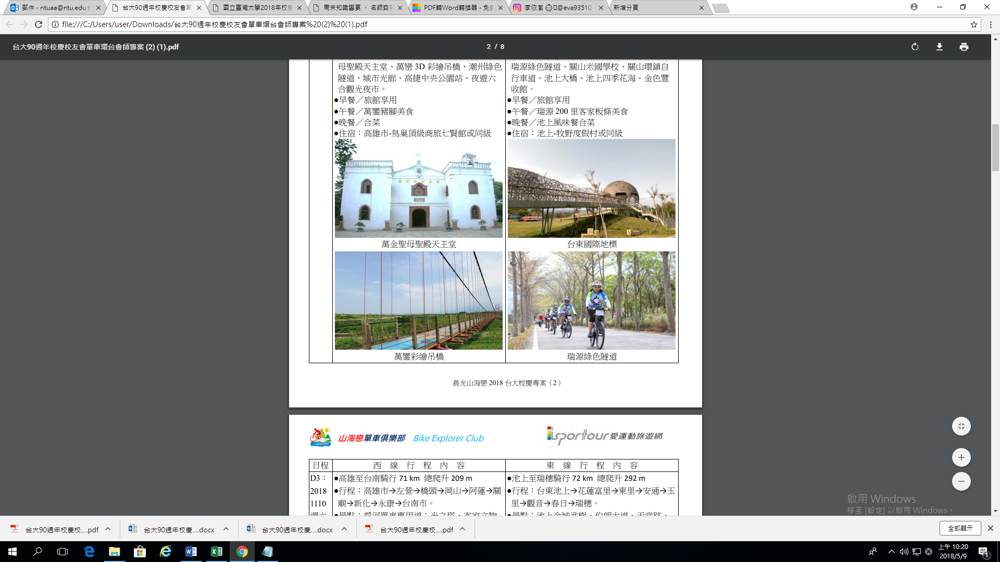 郵件 - ntuaa@ntu.edu.t
台大90週年校慶校友會單
國立臺灣大學2018年校慶
周末知識饗宴, 名師齊
PDF轉Word轉換器 - 免費
李依潔 @eva93510
新增分頁
file:///C:/Users/user/Downloads/台大90週年校慶校友會單車環台會師專案%20(2)%20(1).pdf
台大90週年校慶校友會單車環台會師專案 (2) (1).pdf
2 / 8
母聖殿天主堂、萬巒 3D 彩繪吊橋、潮州綠色
隧道、城市光廊、高捷中央公園站、夜遊六
合觀光夜市。
●早餐／旅館享用
●午餐／萬鑾豬腳美食
●晚餐／合菜
●住宿：高雄市-鳥巢頂級商旅七賢館或同級
萬金聖母聖殿天主堂
萬鑾彩繪吊橋
瑞源綠色隧道、關山米國學校、關山環鎮自
行車道、池上大橋、池上四季花海．金色豐
收館。
●早餐／旅館享用
●午餐／瑞源 200 里客家板條美食
●晚餐／池上風味餐合菜
●住宿：池上-牧野度假村或同級
台東國際地標
瑞源綠色隧道
晨光山海戀 2018 台大校慶專案（2）
山海戀單車俱樂部 Bike Explorer Club
isporttour 愛運動旅遊網
日程
西 線 行 程 內 容
東 線 行 程 內 容
D3：
2018
1110
週六
●高雄至台南騎行 71 km 總爬升 209 m
●行程：高雄市→左營→橋頭→岡山→阿蓮→關
廟→新化→永康→台南市。
●景點：愛河單車專用道：光之塔、客家文物
●池上至瑞穗騎行 72 km 總爬升 292 m
●行程：台東池上→花蓮富里→東里→安通→玉
里→觀音→春日→瑞穗。
●景點：池上金城武樹、伯朗大道、天堂路、
啟用 Windows
移至 [設定] 以啟用 Windows。
台大90週年校慶校....pdf
台大90週年校慶....docx
台大90週年校慶....docx
台大90週年校慶校....pdf
全部顯示
上午 10:20
2018/5/9
1